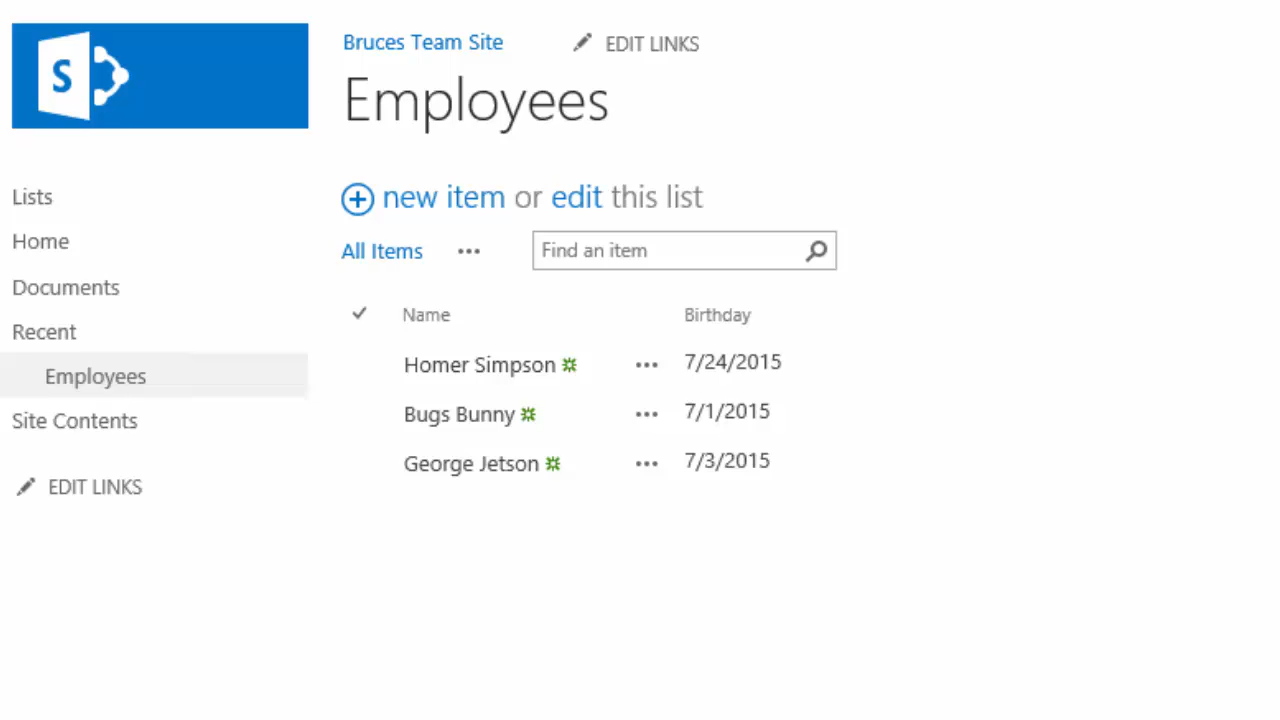 S
Bruces Team Site EDIT LINKS
Employees
Lists
Home
Documents
Recent
Employees
Site Contents
EDIT LINKS
new item or edit this list
All Items ••• Find an item
Name Birthday
Homer Simpson ••• 7/24/2015
Bugs Bunny ••• 7/1/2015
George Jetson ••• 7/3/2015